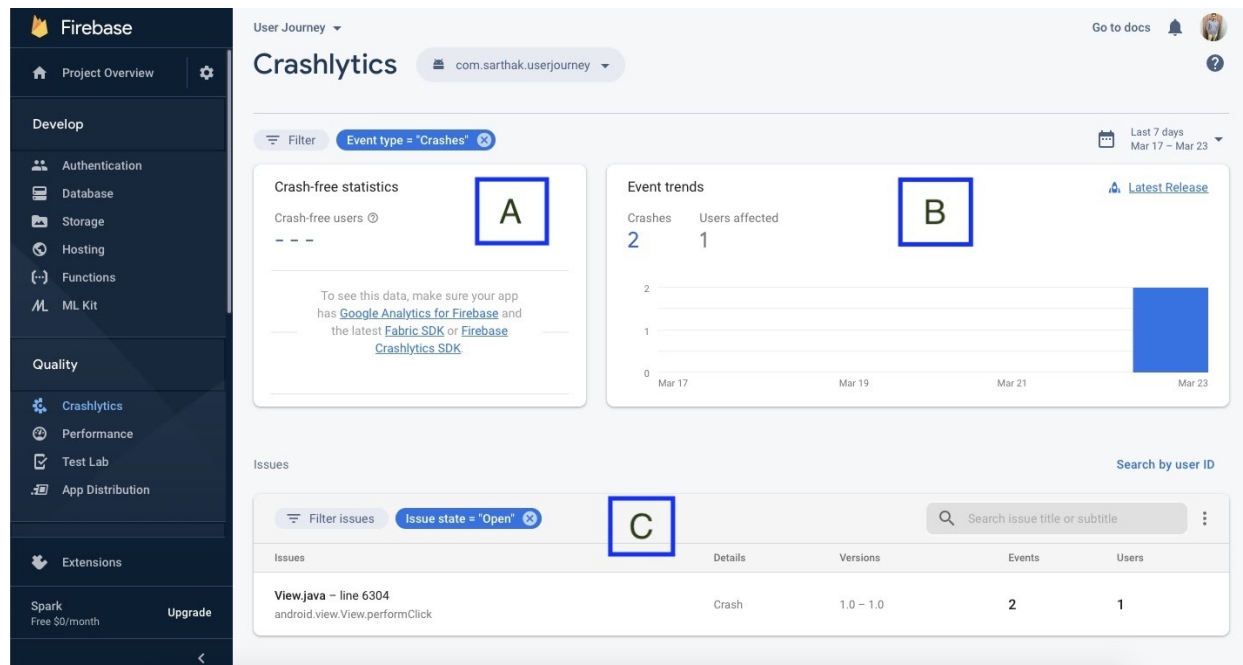 Firebase
Project Overview
Develop
Authentication
Database
Storage
Hosting
Functions
ML Kit
Quality
Crashlytics
Performance
Test Lab
App Distribution
Extensions
Spark
Free $0/month
Upgrade
User Journey
Go to docs
Crashlytics
com.sarthak.userjourney
Filter
Event type = "Crashes"
Last 7 days
Mar 17 – Mar 23
Crash-free statistics
A
Crash-free users
- - -
To see this data, make sure your app
has Google Analytics for Firebase and
the latest Fabric SDK or Firebase
Crashlytics SDK.
Event trends
B
Latest Release
Crashes Users affected
2 1
2
1
0
Mar 17 Mar 19 Mar 21 Mar 23
Issues
Search by user ID
Filter issues
Issue state = "Open"
C
Search issue title or subtitle
Issues Details Versions Events Users
View.java – line 6304
android.view.View.performClick
Crash 1.0 – 1.0 2 1